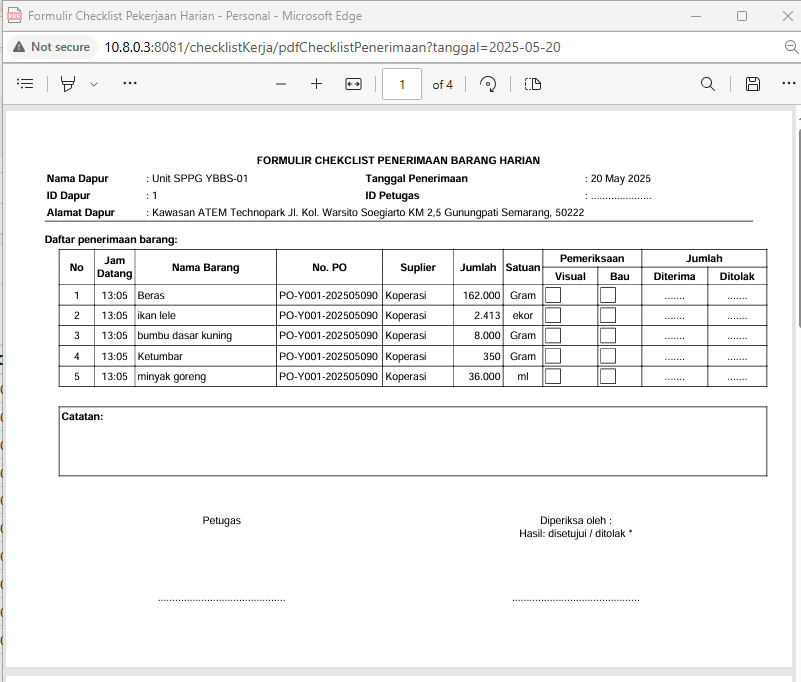 Formulir Checklist Pekerjaan Harian - Personal - Microsoft Edge
Not secure 10.8.0.3:8081/checklistKerja/pdfChecklistPenerimaan?tanggal=2025-05-20
1 of 4
FORMULIR CHEKCLIST PENERIMAAN BARANG HARIAN
Nama Dapur : Unit SPPG YBBS-01 Tanggal Penerimaan : 20 May 2025
ID Dapur : 1 ID Petugas : .....................
Alamat Dapur : Kawasan ATEM Technopark Jl. Kol. Warsito Soegiarto KM 2,5 Gunungpati Semarang, 50222
Daftar penerimaan barang:
No Jam Datang Nama Barang No. PO Suplier Jumlah Satuan Pemeriksaan Jumlah
Visual Bau Diterima Ditolak
1 13:05 Beras PO-Y001-202505090 Koperasi 162.000 Gram ....... .......
2 13:05 ikan lele PO-Y001-202505090 Koperasi 2.413 ekor ....... .......
3 13:05 bumbu dasar kuning PO-Y001-202505090 Koperasi 8.000 Gram ....... .......
4 13:05 Ketumbar PO-Y001-202505090 Koperasi 350 Gram ....... .......
5 13:05 minyak goreng PO-Y001-202505090 Koperasi 36.000 ml ....... .......
Catatan:
Petugas Diperiksa oleh :
Hasil: disetujui / ditolak *
............................................ ............................................